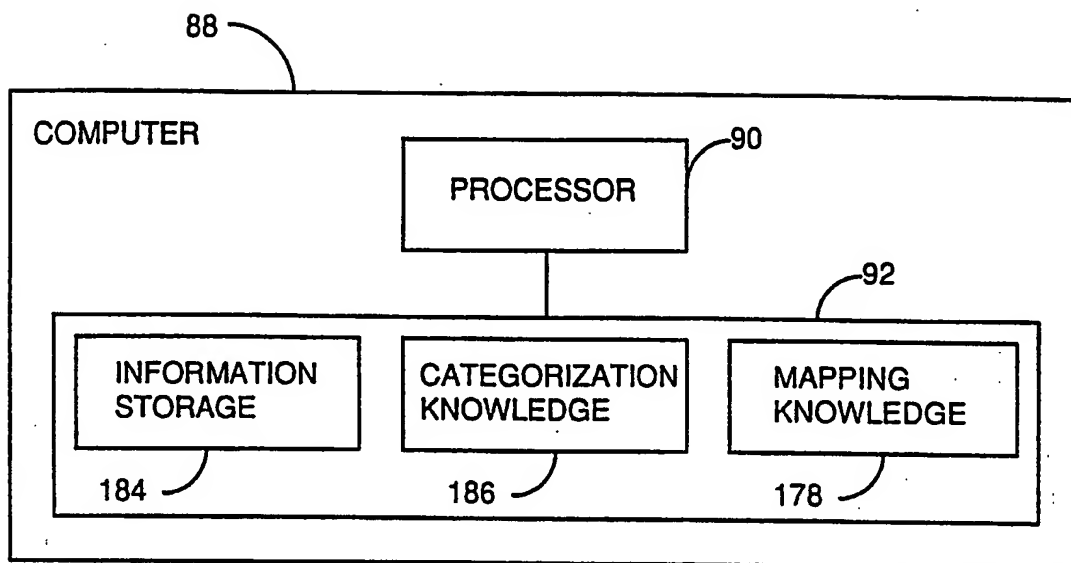 88
COMPUTER
90
PROCESSOR
92
INFORMATION
STORAGE
CATEGORIZATION
KNOWLEDGE
MAPPING
KNOWLEDGE
184
186
178